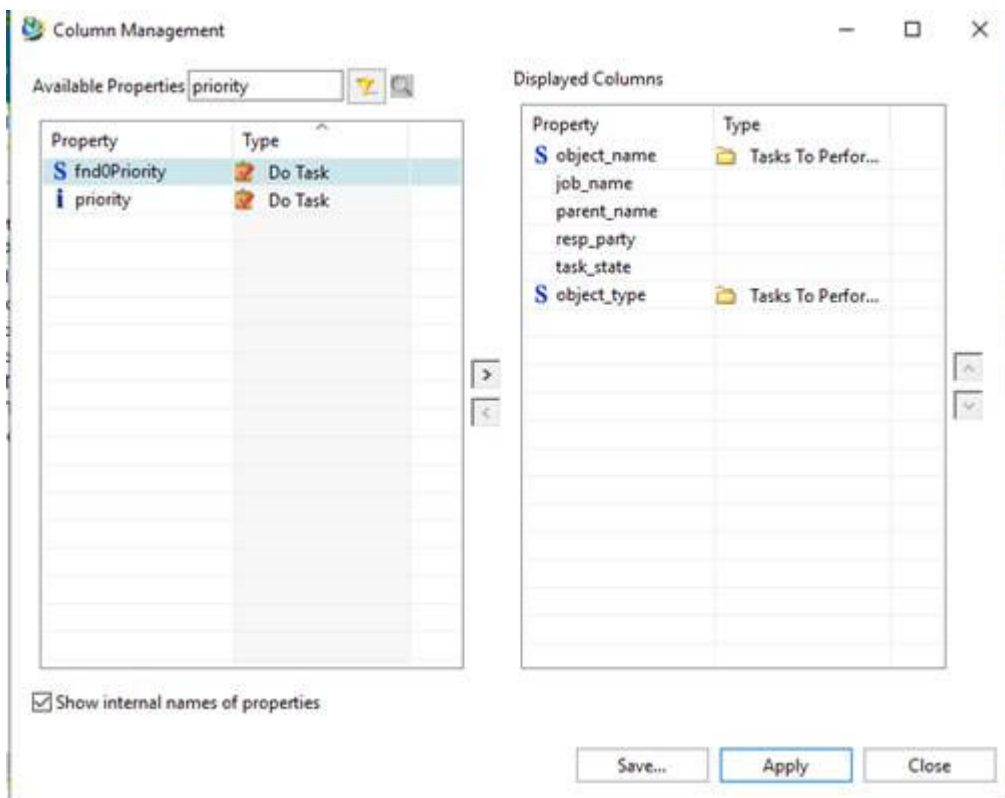 Column Management
Available Properties priority
Property Type
S fnd0Priority Do Task
i priority Do Task
Displayed Columns
Property Type
S object_name Tasks To Perfor...
job_name
parent_name
resp_party
task_state
S object_type Tasks To Perfor...
>
<
Show internal names of properties
Save... Apply Close